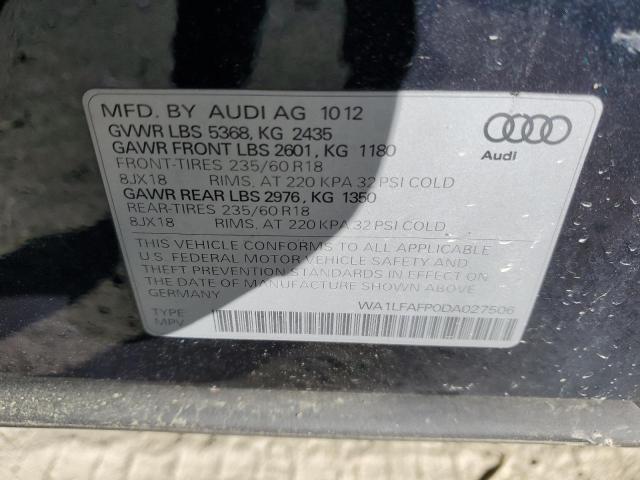 MFD. BY AUDI AG 10 12
GVWR LBS 5368, KG 2435
GAWR FRONT LBS 2601, KG 1180
FRONT-TIRES 235/60 R18
8JX18 RIMS, AT 220 KPA 32 PSI COLD
GAWR REAR LBS 2976, KG 1350
REAR-TIRES 235/60 R18
8JX18 RIMS, AT 220 KPA 32 PSI COLD
Audi
THIS VEHICLE CONFORMS TO ALL APPLICABLE
U.S. FEDERAL MOTOR VEHICLE SAFETY AND
THEFT PREVENTION STANDARDS IN EFFECT ON
THE DATE OF MANUFACTURE SHOWN ABOVE
GERMANY
WA1LFAFP0DA027506
TYPE
MPV